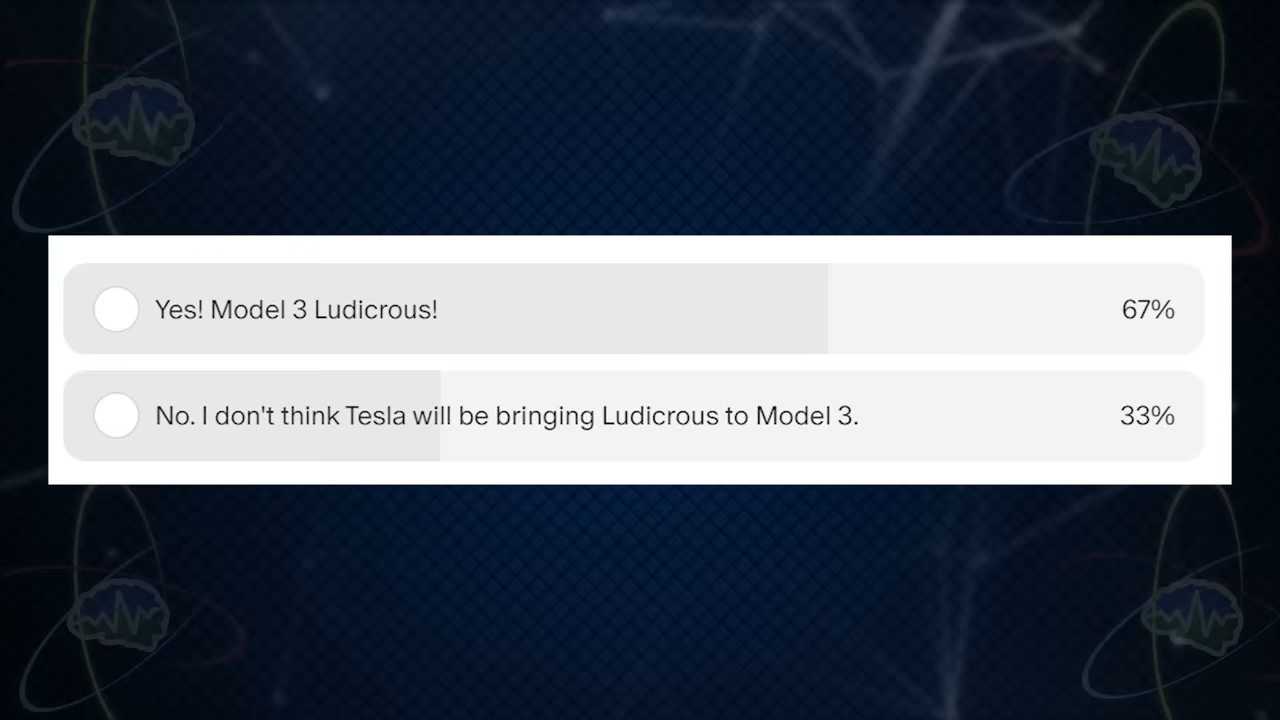 Yes! Model 3 Ludicrous! 67%
No. I don't think Tesla will be bringing Ludicrous to Model 3. 33%